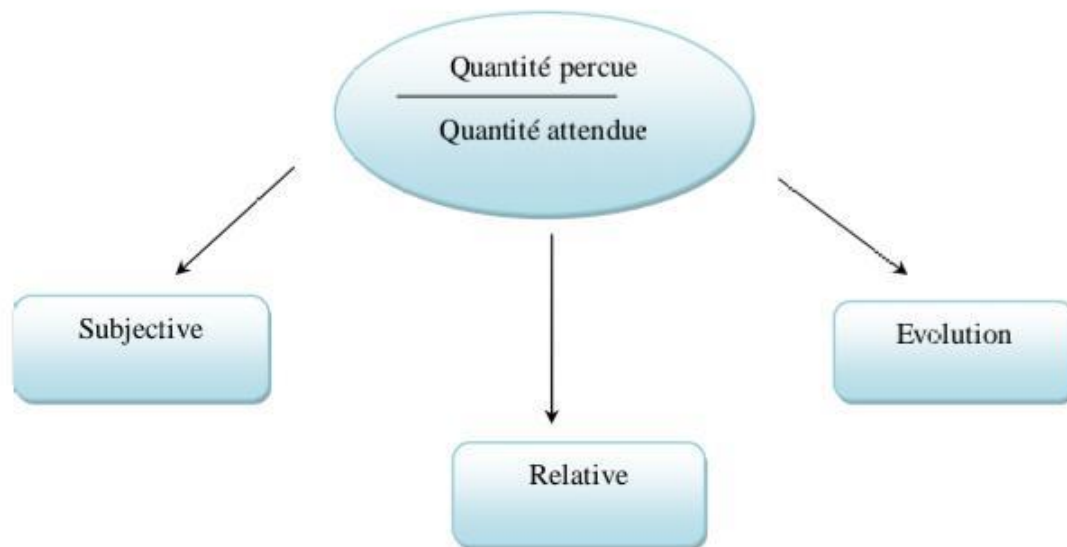 Quantité percue
Quantité attendue
Subjective
Evolution
Relative